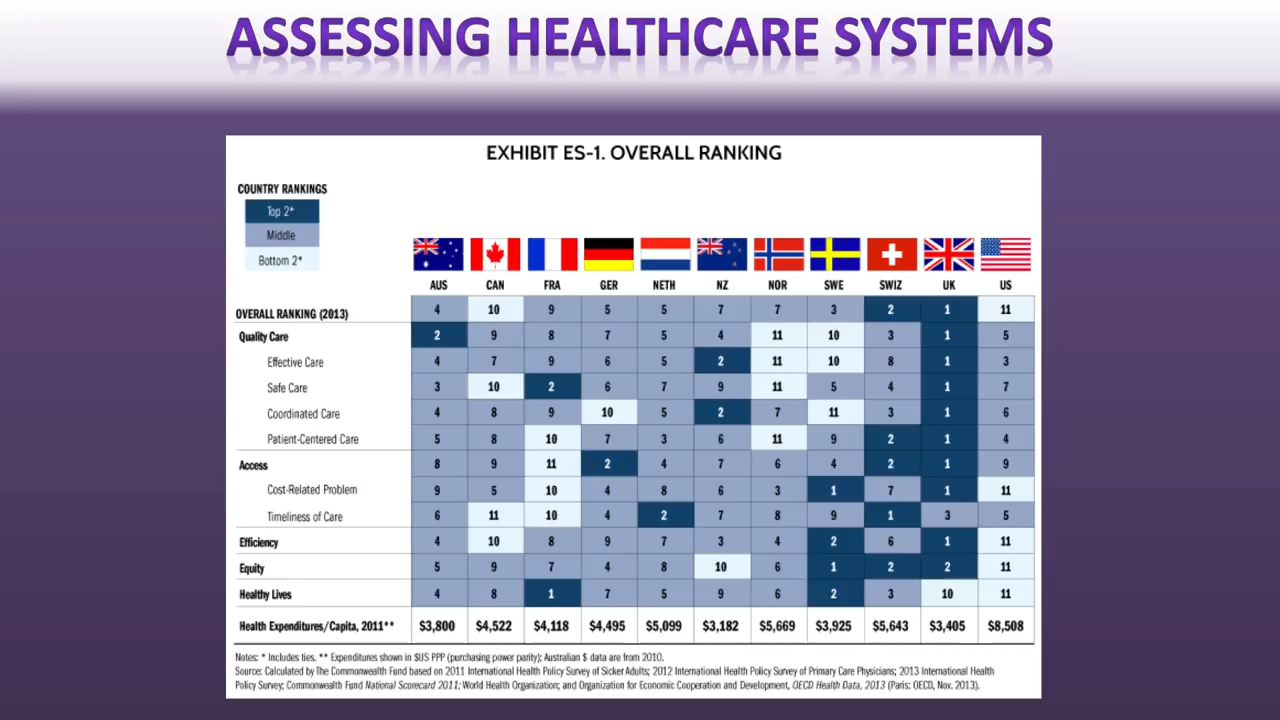 ASSESSING HEALTHCARE SYSTEMS
EXHIBIT ES-1. OVERALL RANKING
COUNTRY RANKINGS
Top 2*
Middle
Bottom 2*
AUS CAN FRA GER NETH NZ NOR SWE SWIZ UK US
OVERALL RANKING (2013) 4 10 9 5 5 7 7 3 2 1 11
Quality Care 2 9 8 7 5 4 11 10 3 1 5
Effective Care 4 7 9 6 5 2 11 10 8 1 3
Safe Care 3 10 2 6 7 9 11 5 4 1 7
Coordinated Care 4 8 9 10 5 2 7 11 3 1 6
Patient-Centered Care 5 8 10 7 3 6 11 9 2 1 4
Access 8 9 11 2 4 7 6 4 2 1 9
Cost-Related Problem 9 5 10 4 8 6 3 1 7 1 11
Timeliness of Care 6 11 10 4 2 7 8 9 1 3 5
Efficiency 4 10 8 9 7 3 4 2 6 1 11
Equity 5 9 7 4 8 10 6 1 2 2 11
Healthy Lives 4 8 1 7 5 9 6 2 3 10 11
Health Expenditures/Capita, 2011** $3,800 $4,522 $4,118 $4,495 $5,099 $3,182 $5,669 $3,925 $5,643 $3,405 $8,508
Notes: * Includes ties. ** Expenditures shown in $US PPP (purchasing power parity); Australian $ data are from 2010.
Source: Calculated by The Commonwealth Fund based on 2011 International Health Policy Survey of Sicker Adults; 2012 International Health Policy Survey of Primary Care Physicians; 2013 International Health
Policy Survey; Commonwealth Fund National Scorecard 2011; World Health Organization; and Organization for Economic Cooperation and Development, OECD Health Data, 2013 (Paris: OECD, Nov. 2013).